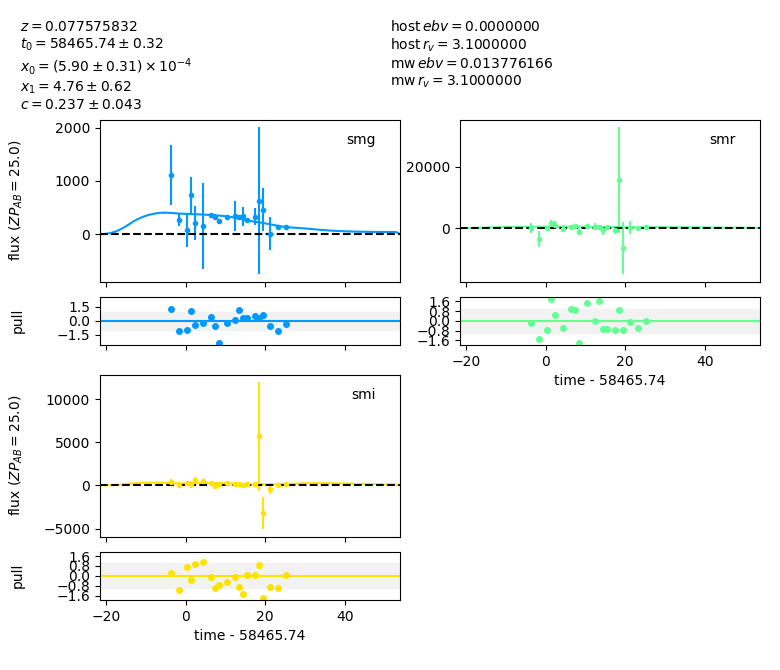 z = 0.077575832
t₀ = 58465.74 ± 0.32
x₀ = (5.90 ± 0.31) × 10⁻⁴
x₁ = 4.76 ± 0.62
c = 0.237 ± 0.043
host ebv = 0.0000000
host r_v = 3.1000000
mw ebv = 0.013776166
mw r_v = 3.1000000
smg
2000
1000
0
flux (ZP_AB = 25.0)
smr
20000
0
1.5
0.0
−1.5
pull
1.6
0.8
0.0
−0.8
−1.6
−20 0 20 40
time - 58465.74
smi
10000
5000
0
−5000
flux (ZP_AB = 25.0)
1.6
0.8
0.0
−0.8
−1.6
pull
−20 0 20 40
time - 58465.74